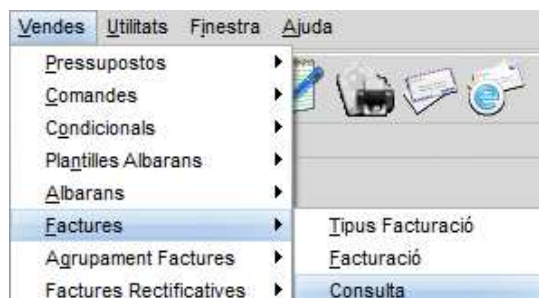 Vendes Utilitats Finestra Ajuda
Pressupostos
Comandes
Condicionals
Plantilles Albarans
Albarans
Factures Tipus Facturació
Agrupament Factures Facturació
Factures Rectificatives Consulta